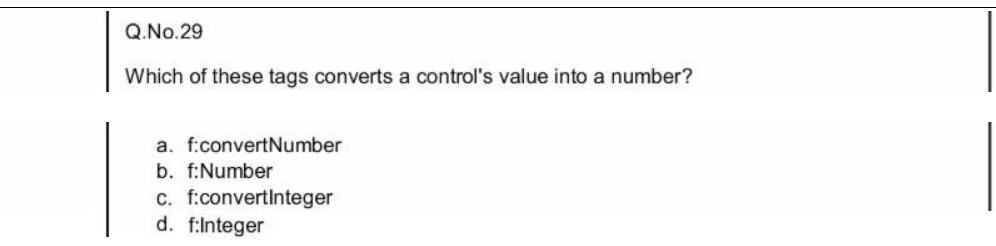 Q.No.29
Which of these tags converts a control's value into a number?
a. f:convertNumber
b. f:Number
c. f:convertInteger
d. f:Integer